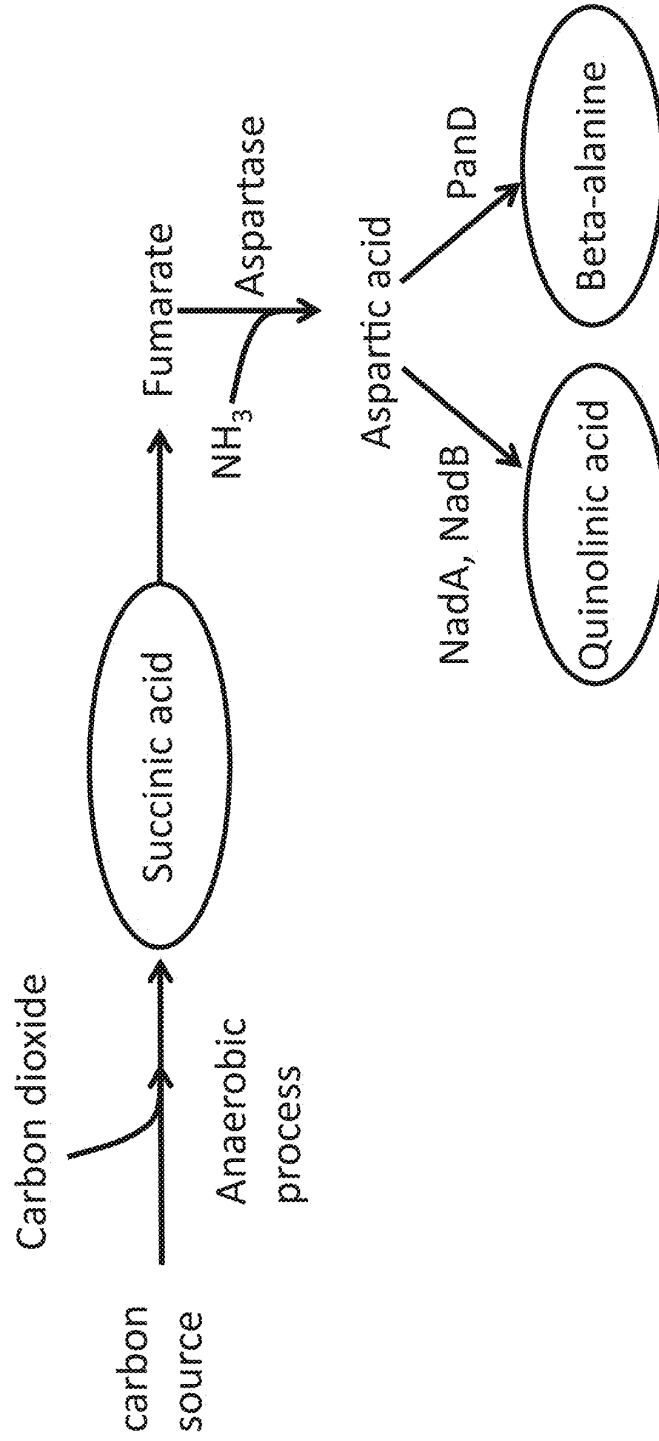 Carbon dioxide
carbon
source
Anaerobic
process
Succinic acid
Fumarate
NH₃
Aspartase
Aspartic acid
NadA, NadB
PanD
Quinolinic acid
Beta-alanine